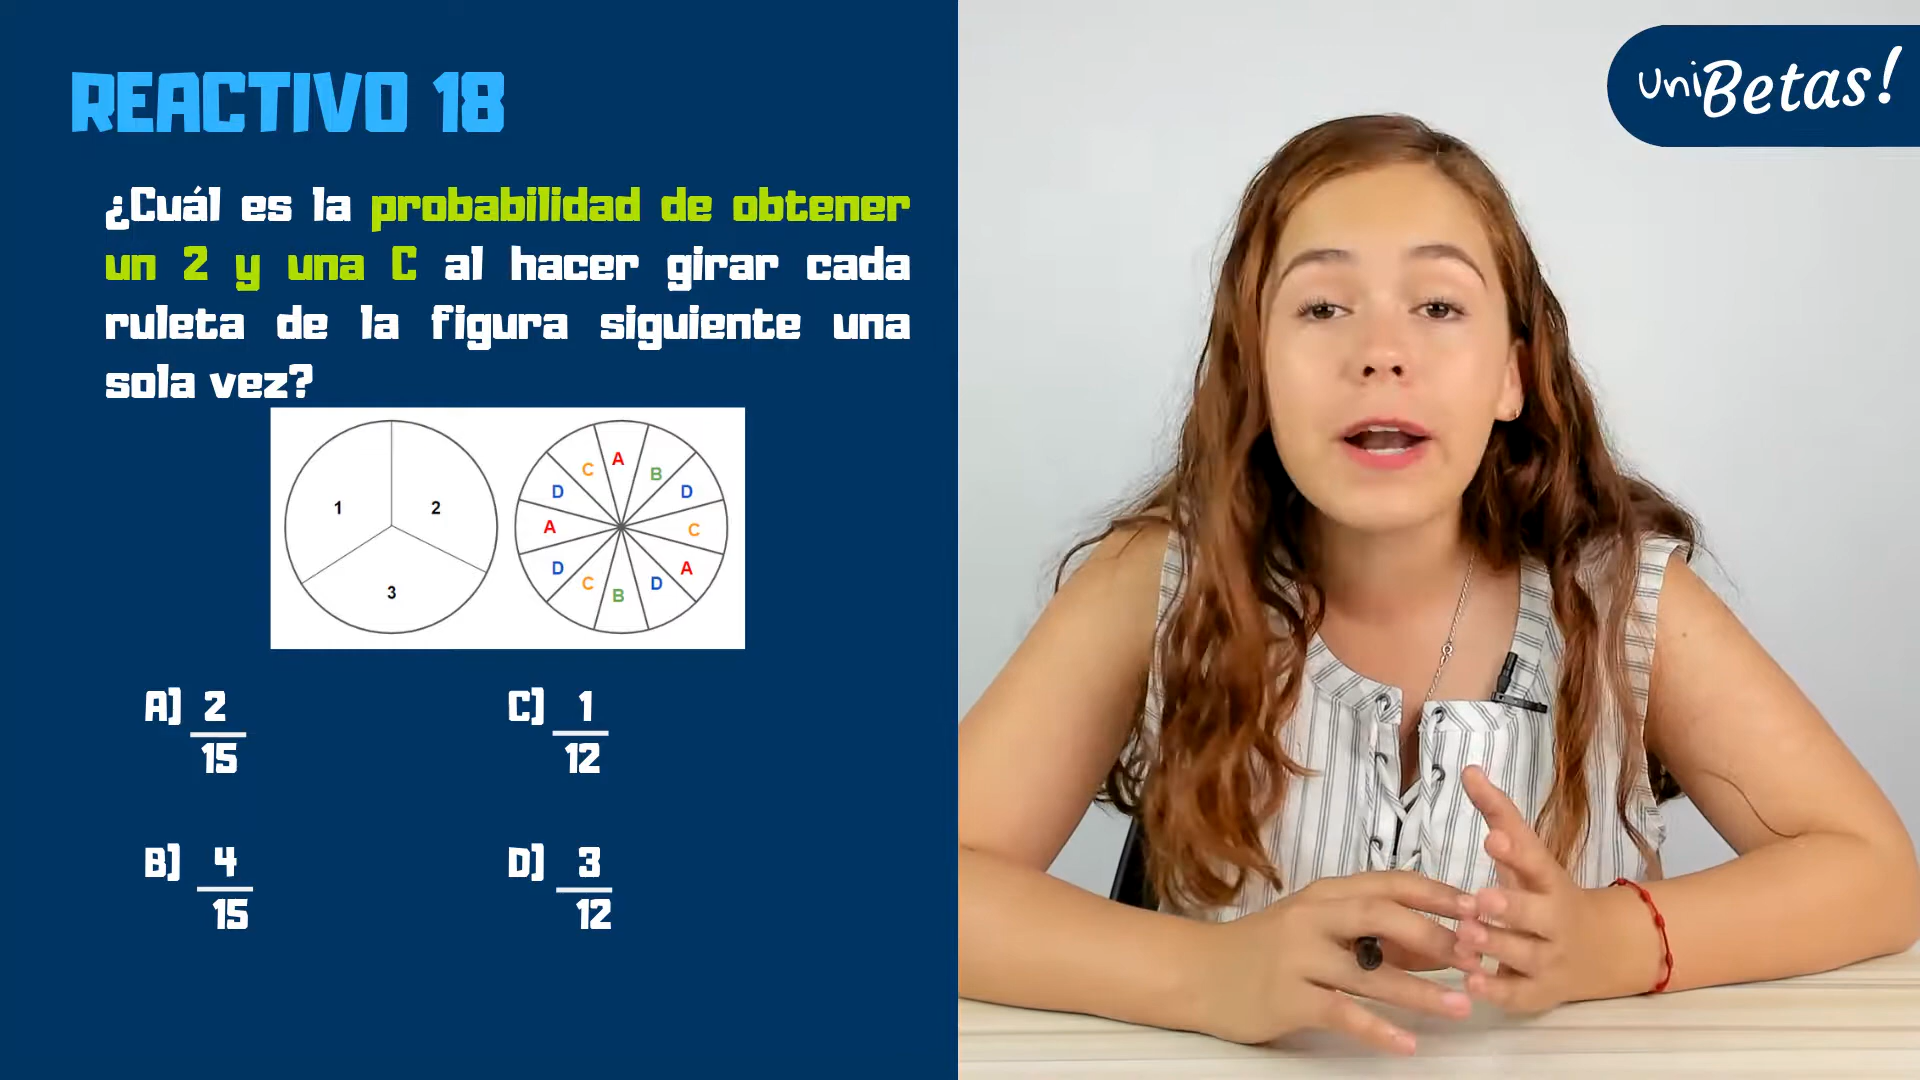 REACTIVO 18
¿Cuál es la probabilidad de obtener
un 2 y una C al hacer girar cada
ruleta de la figura siguiente una
sola vez?
1
2
3
A
B
D
C
A
D
B
C
D
A
D
C
A) 2
15
C) 1
12
B) 4
15
D) 3
12
uniBetas!